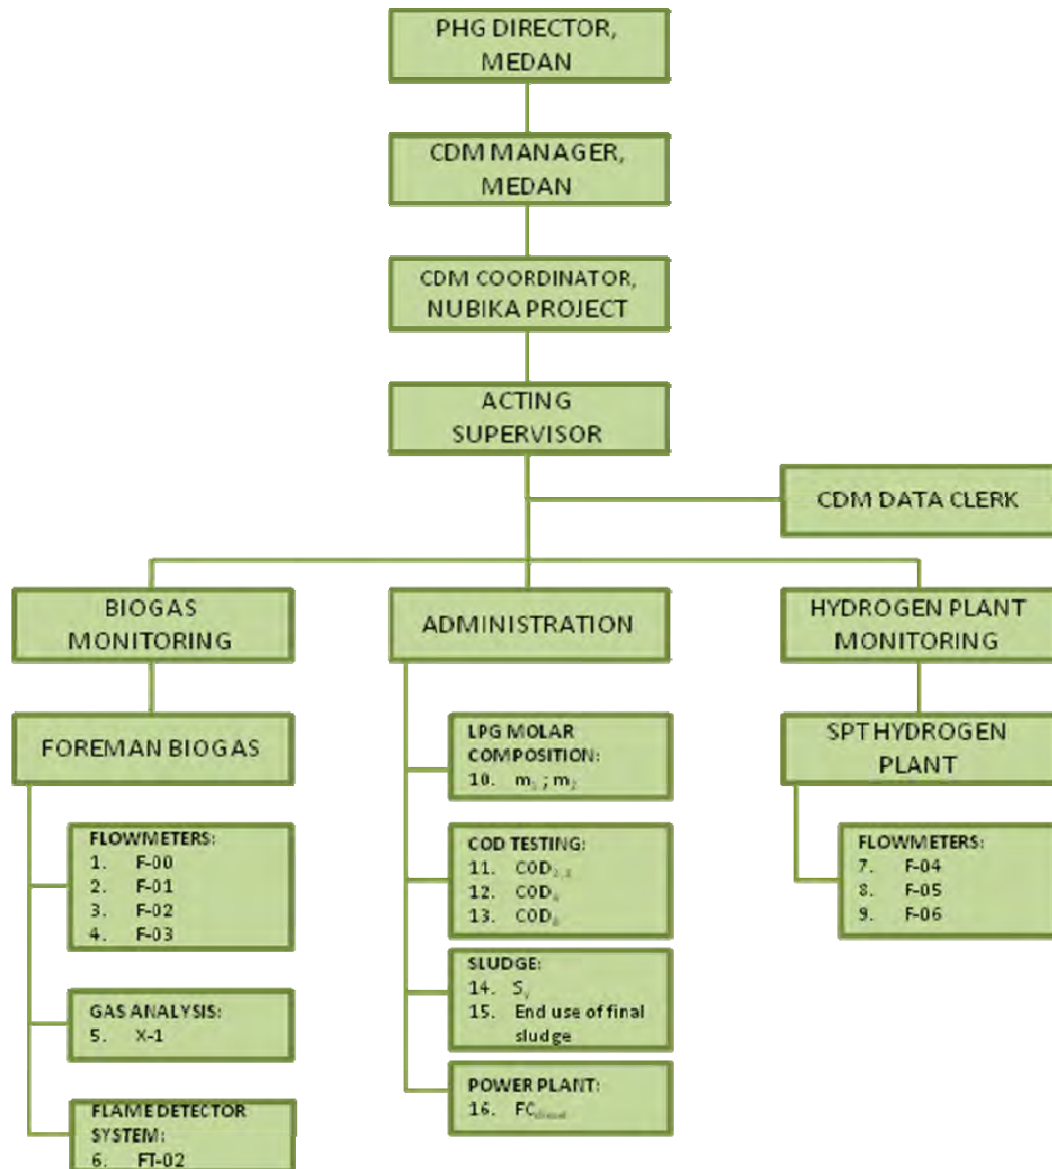 PHG DIRECTOR,
MEDAN
CDM MANAGER,
MEDAN
CDM COORDINATOR,
NUBIKA PROJECT
ACTING
SUPERVISOR
CDM DATA CLERK
BIOGAS
MONITORING
FOREMAN BIOGAS
FLOWMETERS:
1. F-00
2. F-01
3. F-02
4. F-03
GAS ANALYSIS:
5. X-1
FLAME DETECTOR
SYSTEM:
6. FT-02
ADMINISTRATION
LPG MOLAR
COMPOSITION:
10. m₁ ; m₂
COD TESTING:
11. COD
12. COD
13. COD
SLUDGE:
14. S
15. End use of final
sludge
POWER PLANT:
16. FC
HYDROGEN PLANT
MONITORING
SPT HYDROGEN
PLANT
FLOWMETERS:
7. F-04
8. F-05
9. F-06